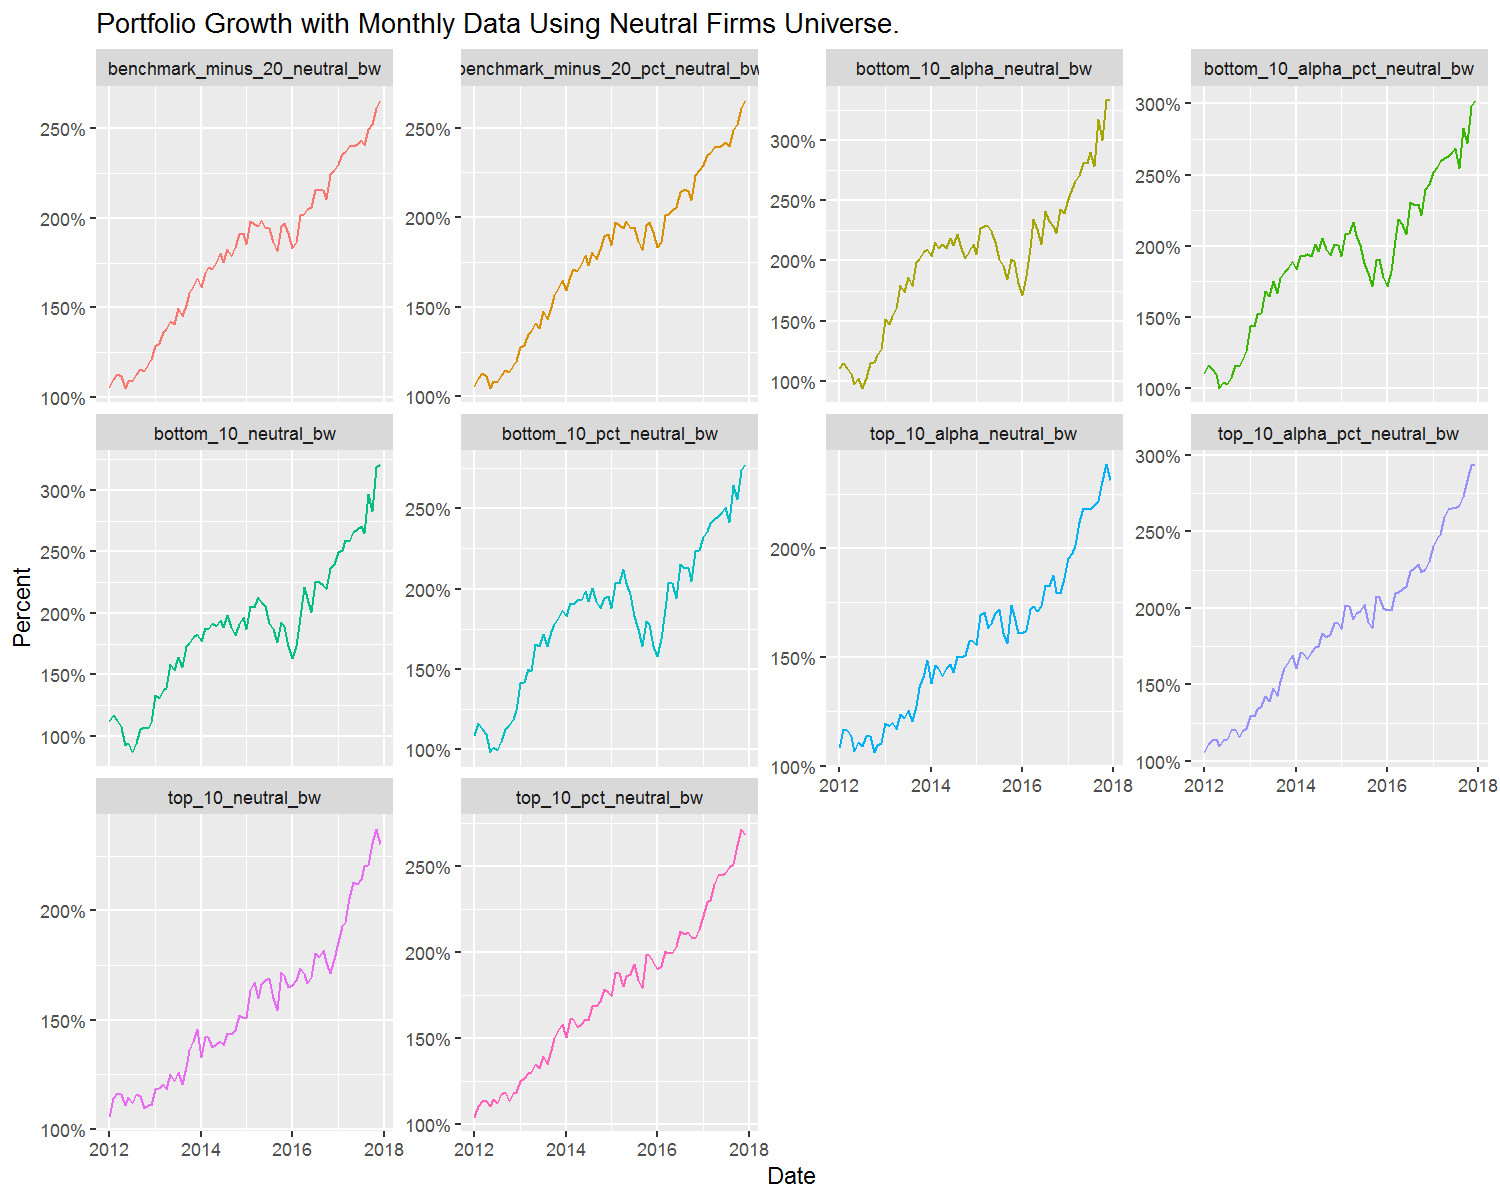 Portfolio Growth with Monthly Data Using Neutral Firms Universe.
benchmark_minus_20_neutral_bw
benchmark_minus_20_pct_neutral_bw
bottom_10_alpha_neutral_bw
bottom_10_alpha_pct_neutral_bw
250%
200%
150%
100%
250%
200%
150%
100%
300%
250%
200%
150%
100%
300%
250%
200%
150%
100%
bottom_10_neutral_bw
bottom_10_pct_neutral_bw
top_10_alpha_neutral_bw
top_10_alpha_pct_neutral_bw
300%
250%
200%
150%
100%
250%
200%
150%
100%
200%
150%
100%
2012 2014 2016 2018
300%
250%
200%
150%
100%
2012 2014 2016 2018
top_10_neutral_bw
top_10_pct_neutral_bw
200%
150%
100%
2012 2014 2016 2018
250%
200%
150%
100%
2012 2014 2016 2018
Percent
Date